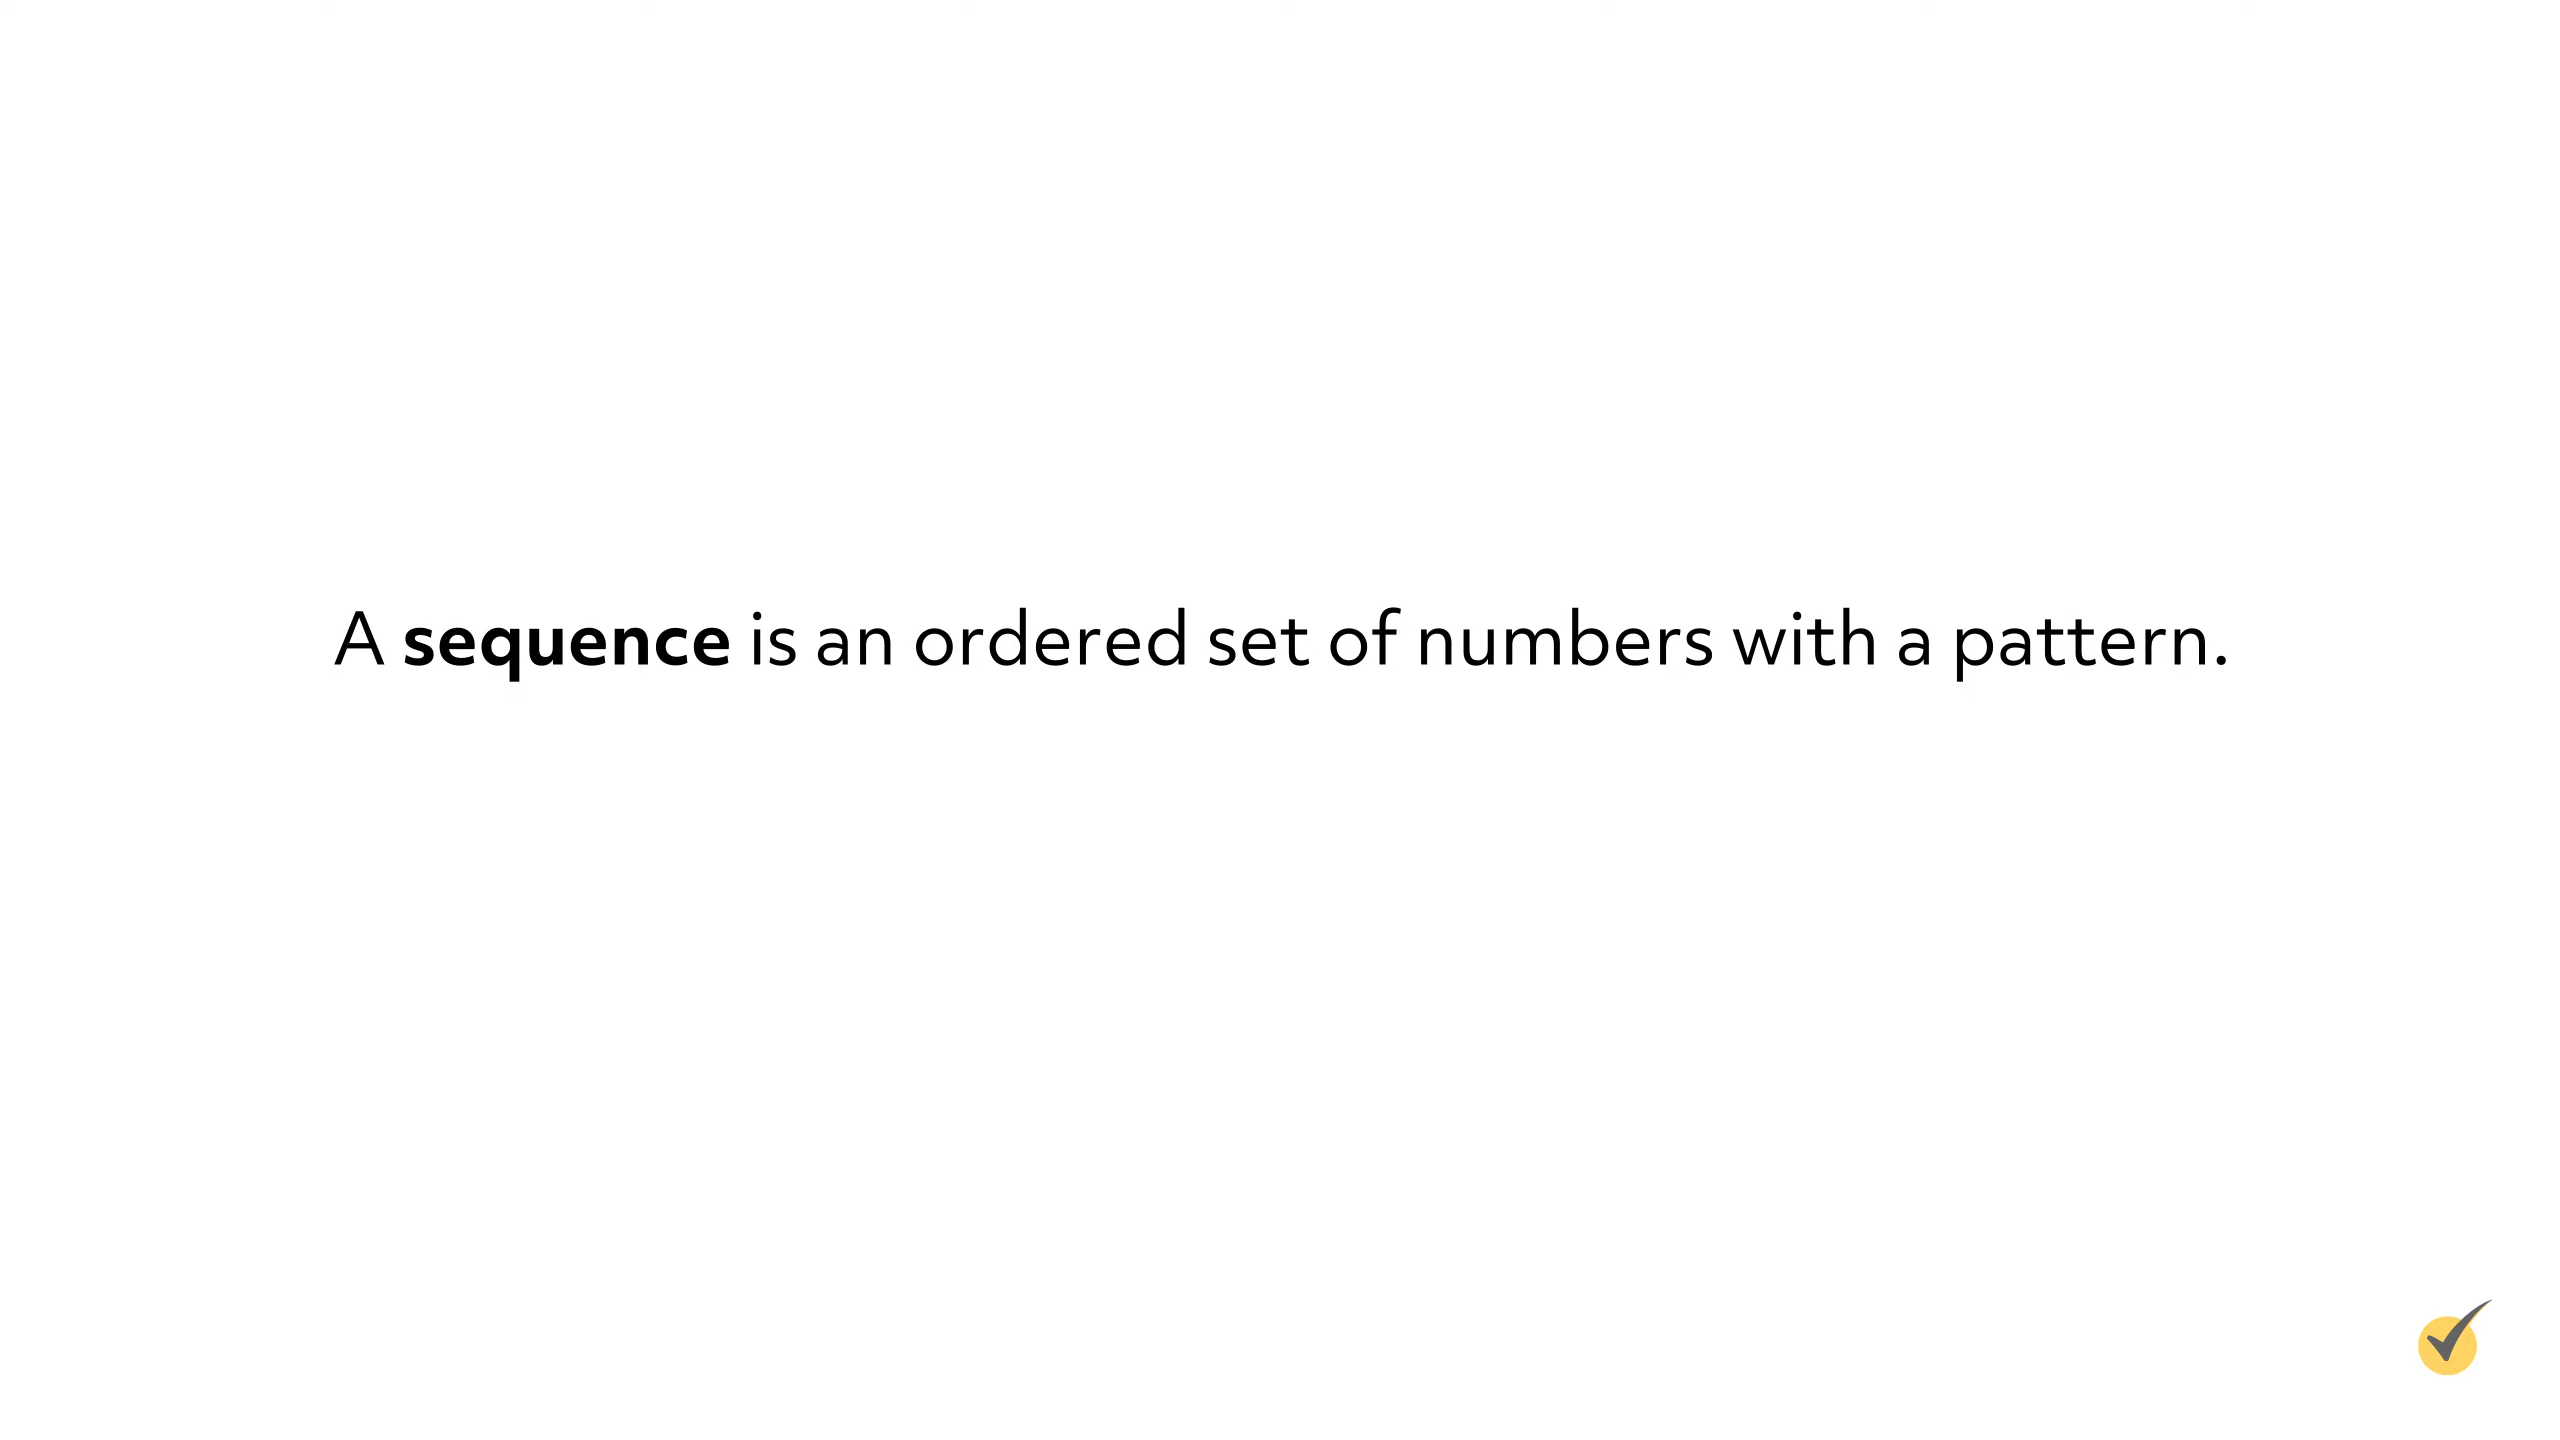 A sequence is an ordered set of numbers with a pattern.